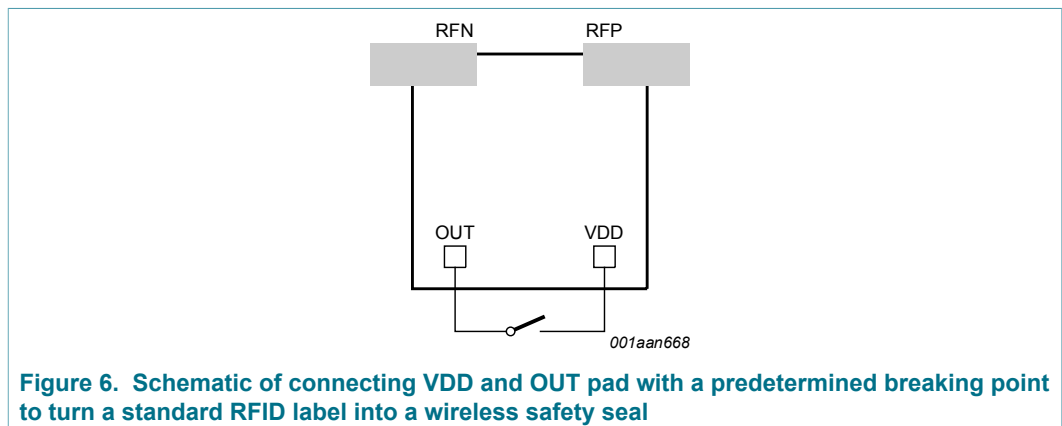 RFN RFP
OUT VDD
001aan668
Figure 6. Schematic of connecting VDD and OUT pad with a predetermined breaking point
to turn a standard RFID label into a wireless safety seal